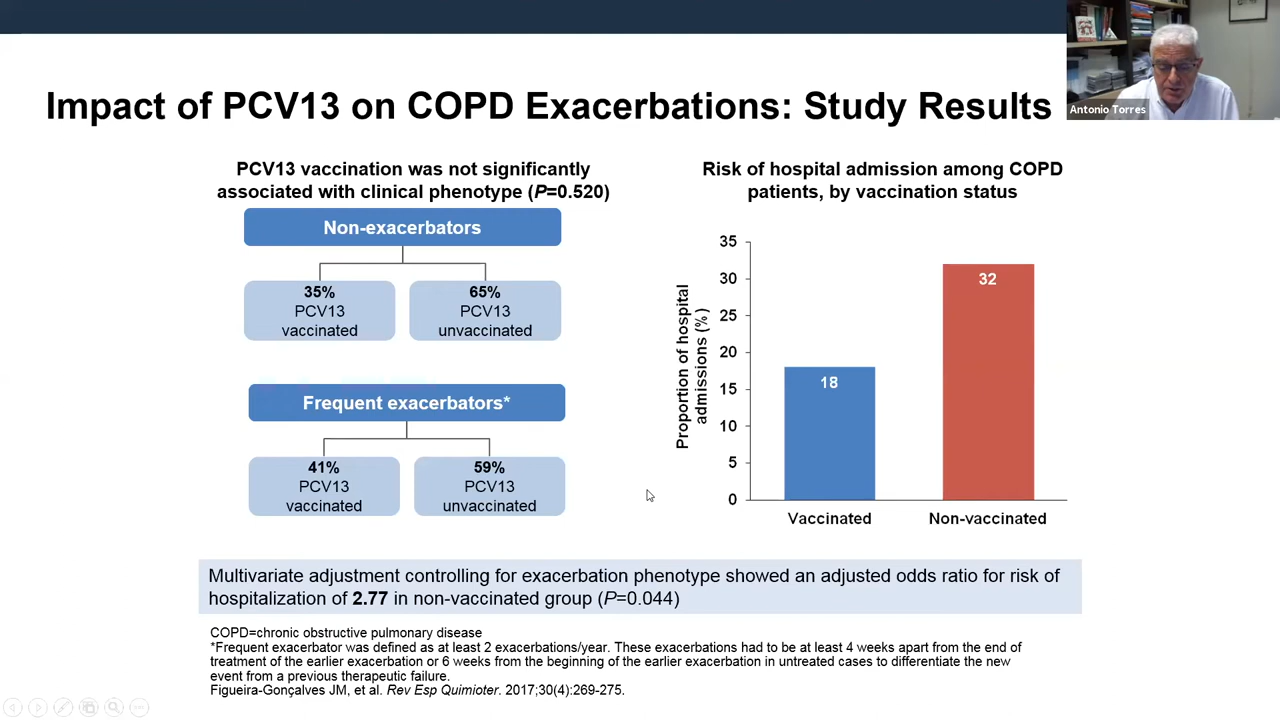 Antonio Torres
Impact of PCV13 on COPD Exacerbations: Study Results
PCV13 vaccination was not significantly
associated with clinical phenotype (P=0.520)
Non-exacerbators
35%
PCV13
vaccinated
65%
PCV13
unvaccinated
Frequent exacerbators*
41%
PCV13
vaccinated
59%
PCV13
unvaccinated
Risk of hospital admission among COPD
patients, by vaccination status
Proportion of hospital
admissions (%)
35
30
25
20
15
10
5
0
18
32
Vaccinated
Non-vaccinated
Multivariate adjustment controlling for exacerbation phenotype showed an adjusted odds ratio for risk of
hospitalization of 2.77 in non-vaccinated group (P=0.044)
COPD=chronic obstructive pulmonary disease
*Frequent exacerbator was defined as at least 2 exacerbations/year. These exacerbations had to be at least 4 weeks apart from the end of
treatment of the earlier exacerbation or 6 weeks from the beginning of the earlier exacerbation in untreated cases to differentiate the new
event from a previous therapeutic failure.
Figueira-Gonçalves JM, et al. Rev Esp Quimioter. 2017;30(4):269-275.